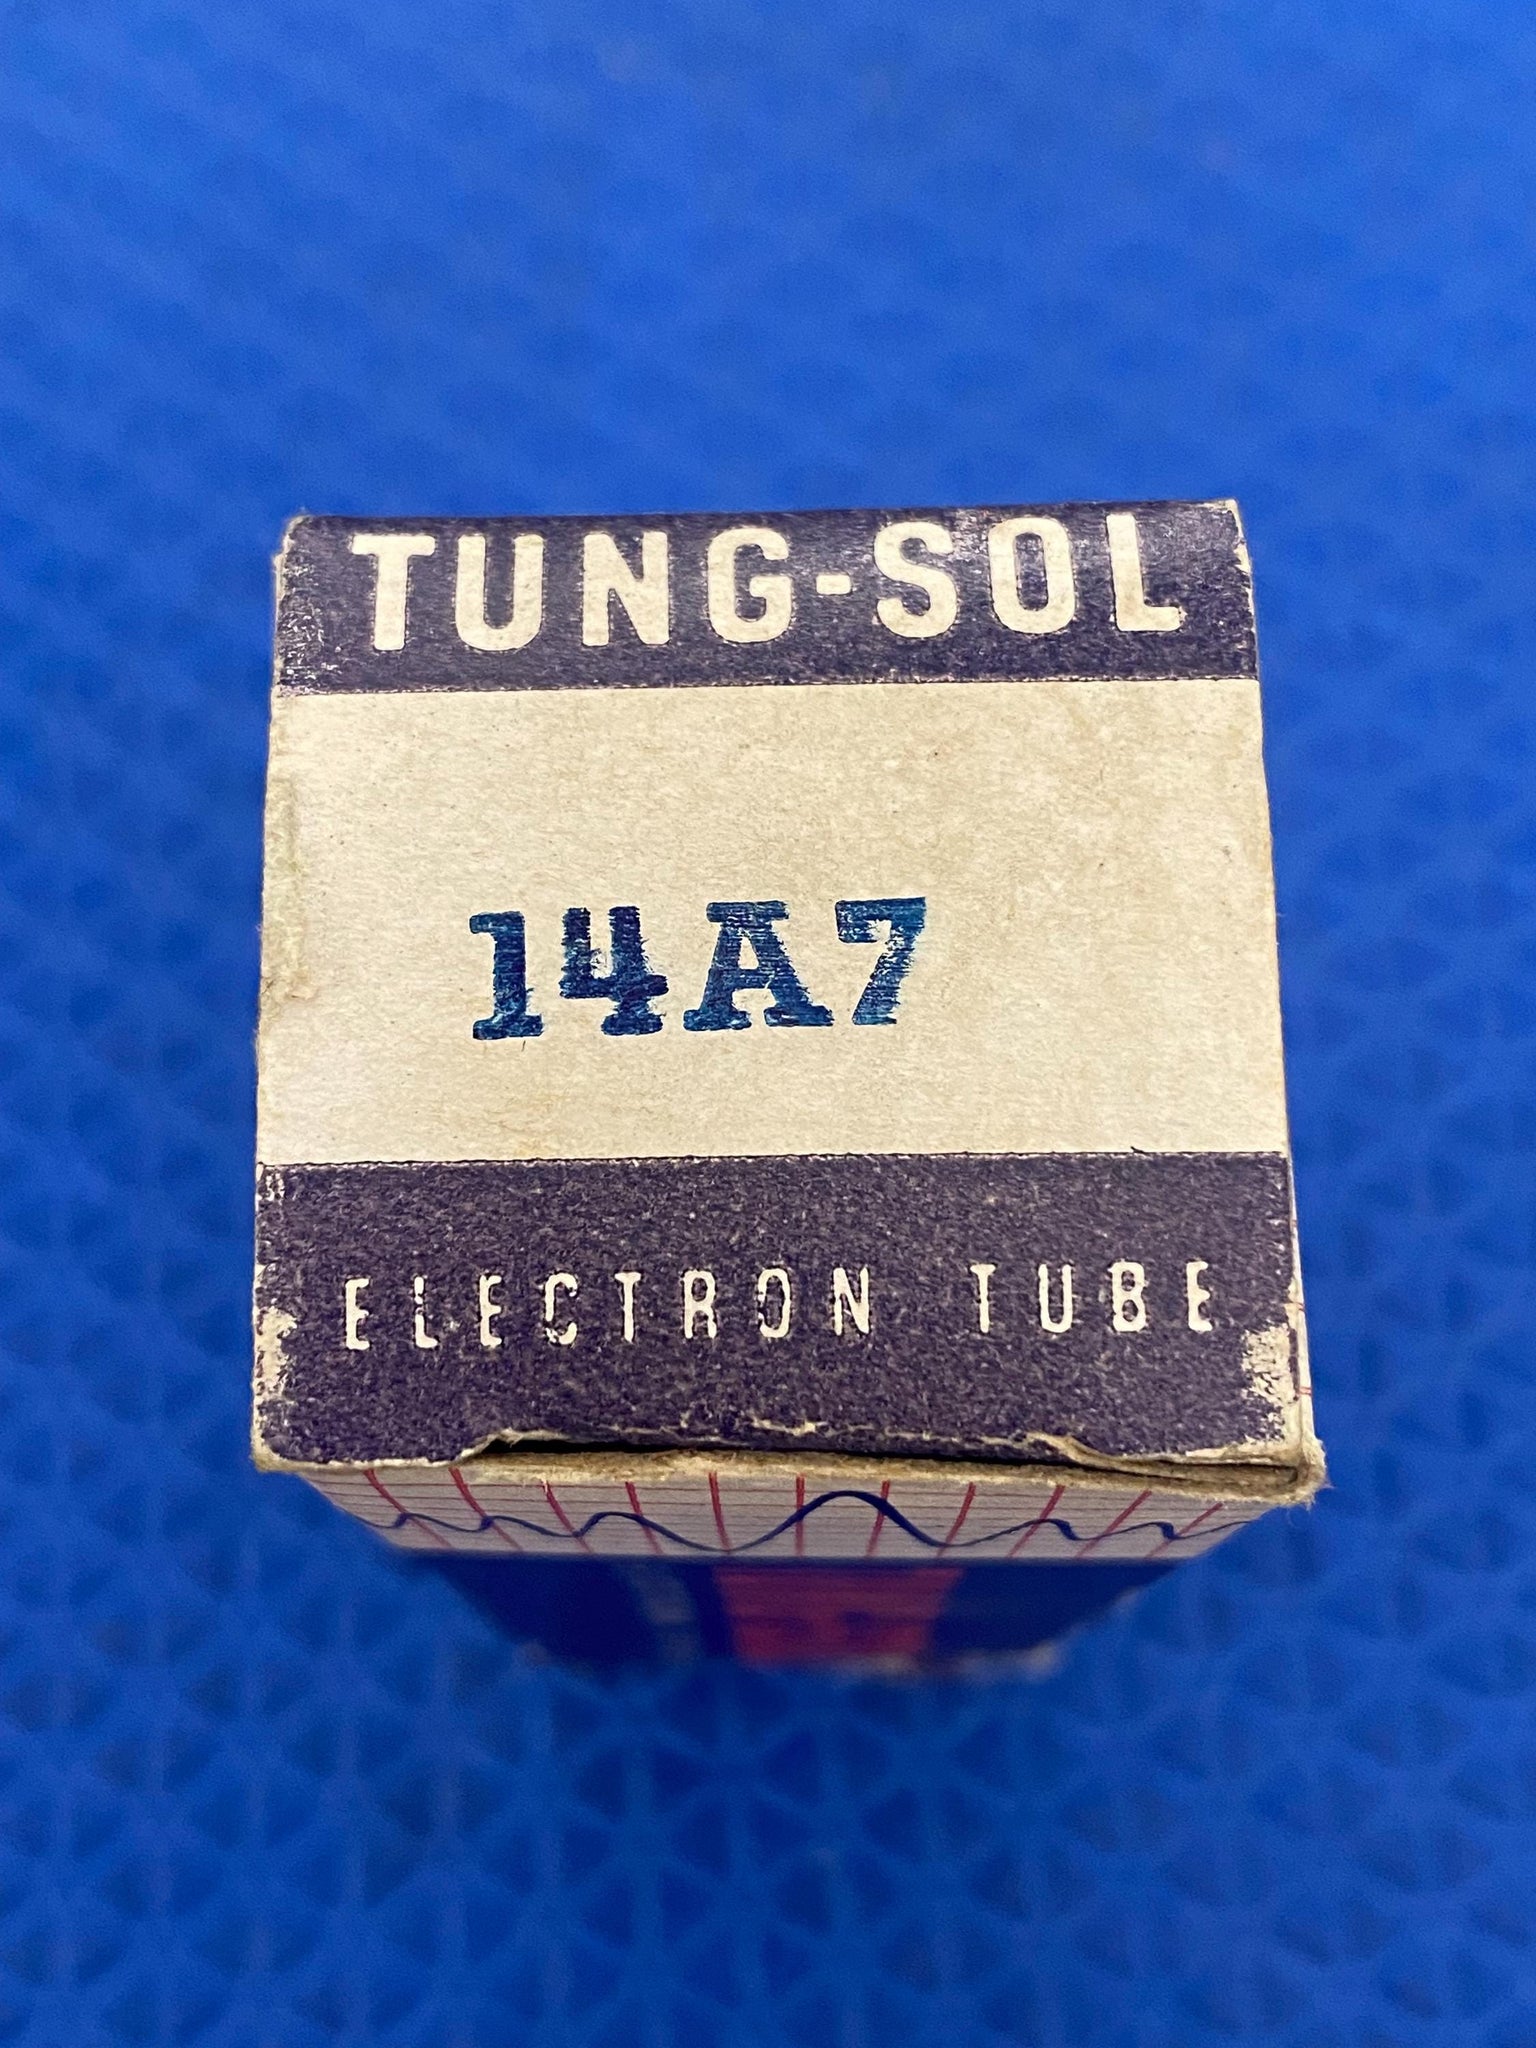 TUNG-SOL
14A7
ELECTRON TUBE